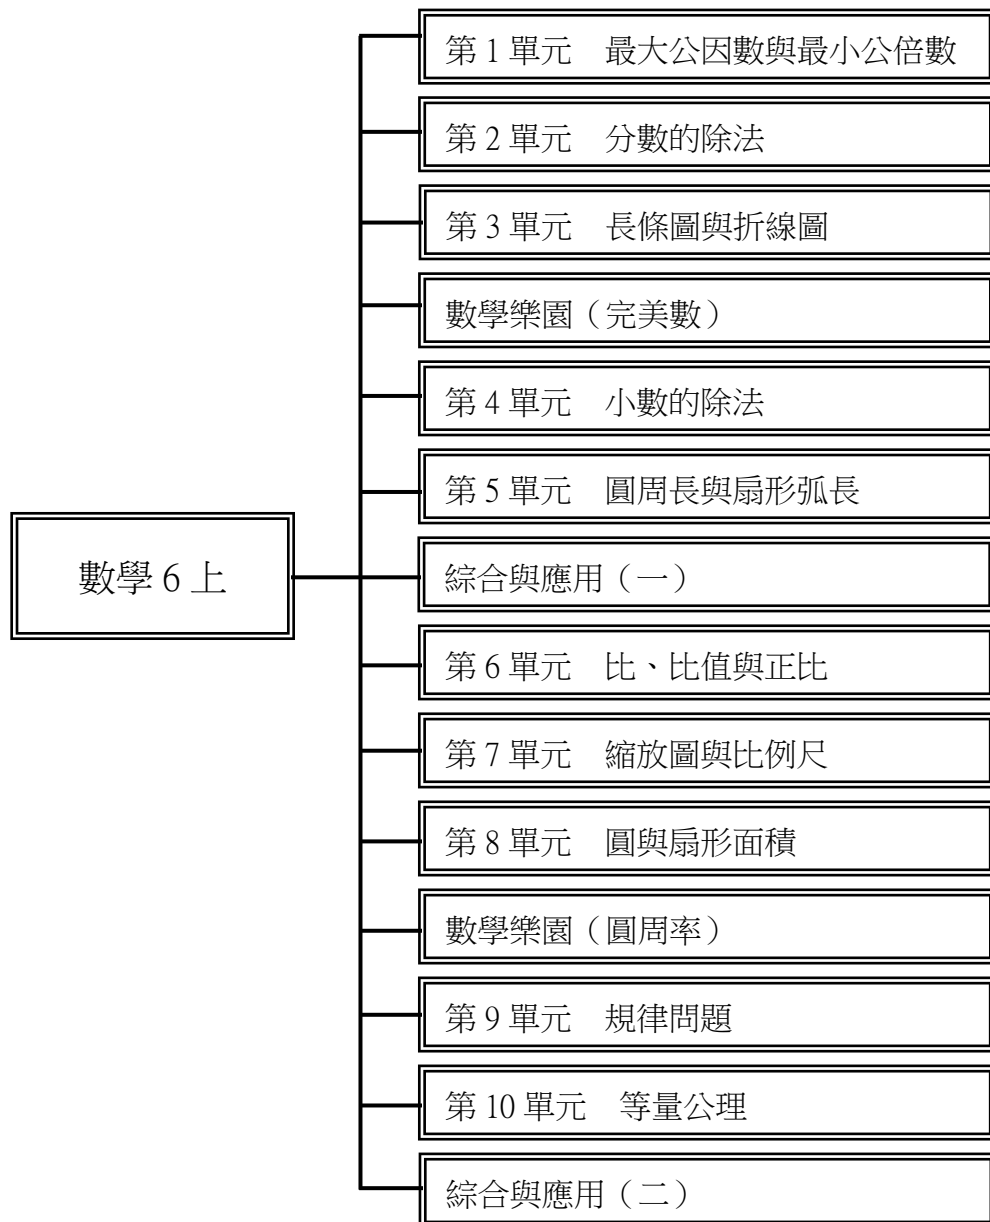 第 1 單元　最大公因數與最小公倍數
第 2 單元　分數的除法
第 3 單元　長條圖與折線圖
數學樂園（完美數）
第 4 單元　小數的除法
第 5 單元　圓周長與扇形弧長
數學 6 上
綜合與應用（一）
第 6 單元　比、比值與正比
第 7 單元　縮放圖與比例尺
第 8 單元　圓與扇形面積
數學樂園（圓周率）
第 9 單元　規律問題
第 10 單元　等量公理
綜合與應用（二）